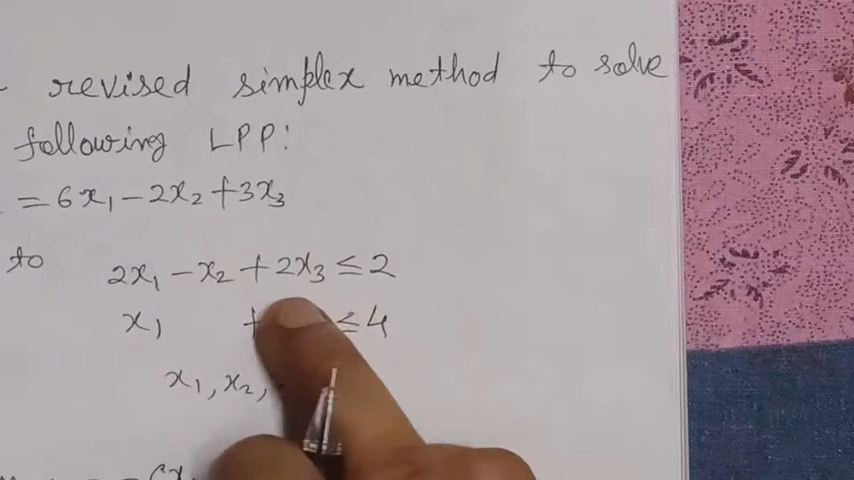 revised simplex method to solve
following LPP:
= 6x₁ - 2x₂ + 3x₃
to 2x₁ - x₂ + 2x₃ ≤ 2
x₁ + ≤ 4
x₁, x₂,